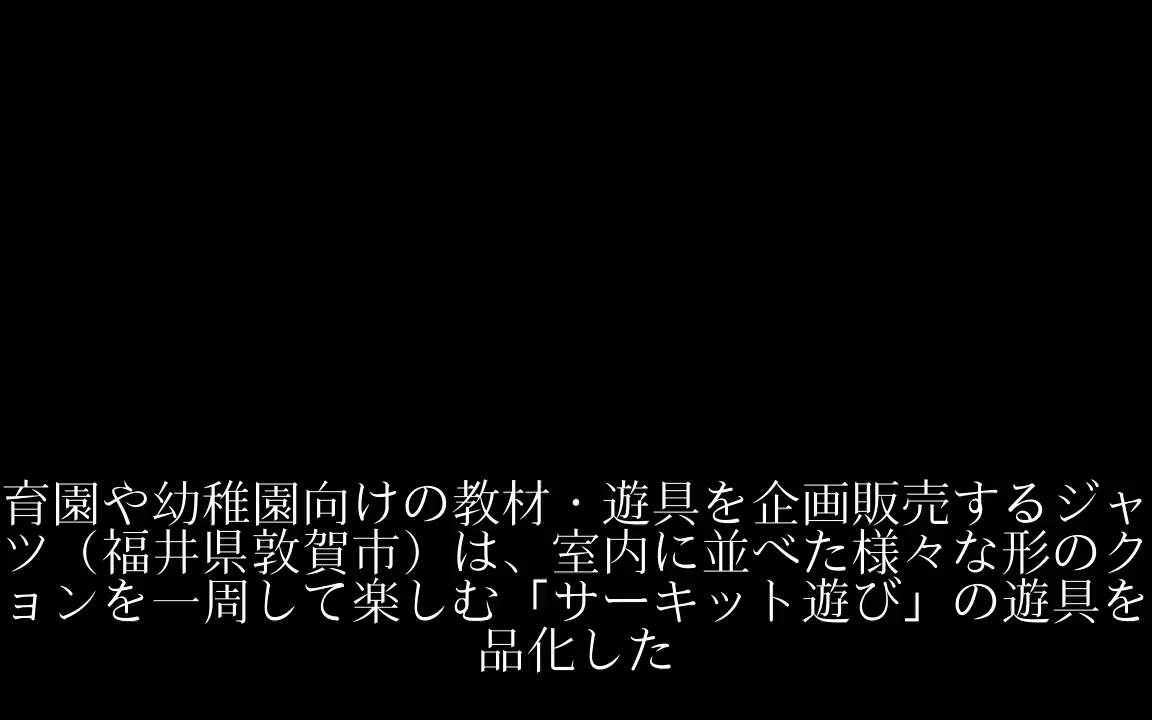 育園や幼稚園向けの教材・遊具を企画販売するジャ
ツ（福井県敦賀市）は、室内に並べた様々な形のク
ョンを一周して楽しむ「サーキット遊び」の遊具を
品化した